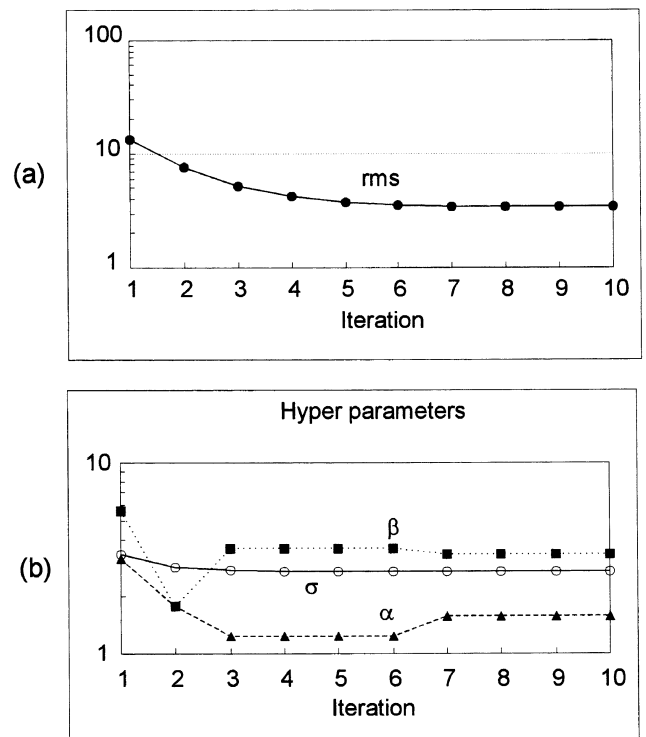 (a)
100
10
1
rms
1 2 3 4 5 6 7 8 9 10
Iteration
(b)
Hyper parameters
10
1
β
σ
α
1 2 3 4 5 6 7 8 9 10
Iteration